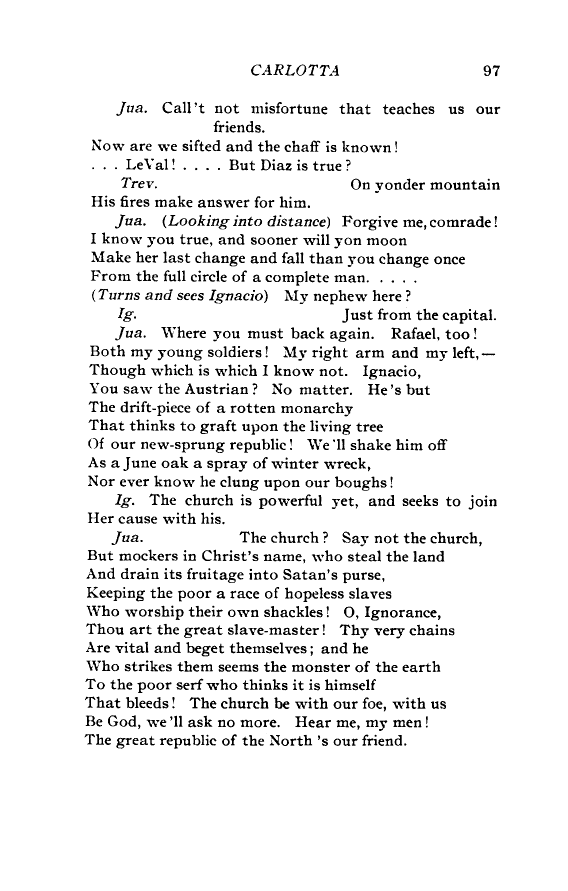 CARLOTTA 97
Jua. Call't not misfortune that teaches us our
friends.
Now are we sifted and the chaff is known!
. . . LeVal! . . . . But Diaz is true?
Trev. On yonder mountain
His fires make answer for him.
Jua. (Looking into distance) Forgive me, comrade!
I know you true, and sooner will yon moon
Make her last change and fall than you change once
From the full circle of a complete man. . . . .
(Turns and sees Ignacio) My nephew here?
Ig. Just from the capital.
Jua. Where you must back again. Rafael, too!
Both my young soldiers! My right arm and my left,—
Though which is which I know not. Ignacio,
You saw the Austrian? No matter. He's but
The drift-piece of a rotten monarchy
That thinks to graft upon the living tree
Of our new-sprung republic! We'll shake him off
As a June oak a spray of winter wreck,
Nor ever know he clung upon our boughs!
Ig. The church is powerful yet, and seeks to join
Her cause with his.
Jua. The church? Say not the church,
But mockers in Christ's name, who steal the land
And drain its fruitage into Satan's purse,
Keeping the poor a race of hopeless slaves
Who worship their own shackles! O, Ignorance,
Thou art the great slave-master! Thy very chains
Are vital and beget themselves; and he
Who strikes them seems the monster of the earth
To the poor serf who thinks it is himself
That bleeds! The church be with our foe, with us
Be God, we'll ask no more. Hear me, my men!
The great republic of the North 's our friend.